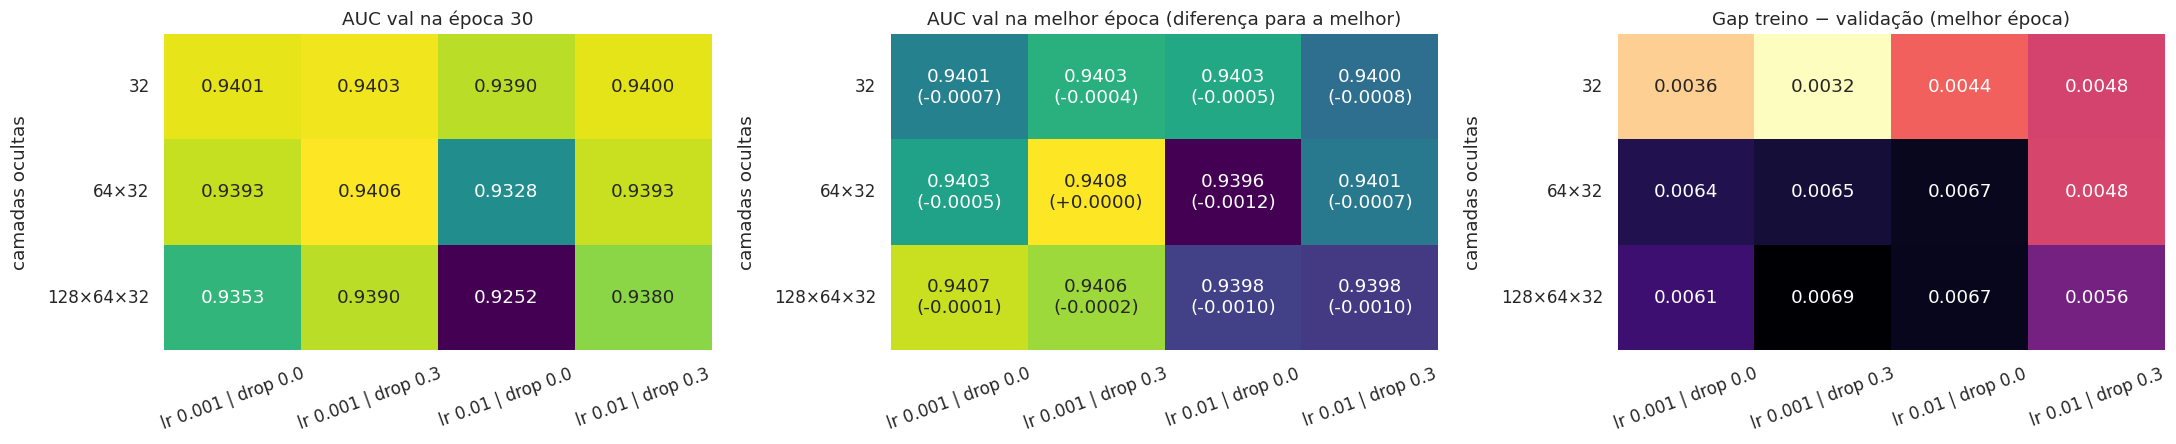 AUC val na época 30
camadas ocultas
32
0.9401 0.9403 0.9390 0.9400
64×32
0.9393 0.9406 0.9328 0.9393
128×64×32
0.9353 0.9390 0.9252 0.9380
lr 0.001 | drop 0.0
lr 0.001 | drop 0.3
lr 0.01 | drop 0.0
lr 0.01 | drop 0.3
AUC val na melhor época (diferença para a melhor)
camadas ocultas
32
0.9401 0.9403 0.9403 0.9400
(-0.0007) (-0.0004) (-0.0005) (-0.0008)
64×32
0.9403 0.9408 0.9396 0.9401
(-0.0005) (+0.0000) (-0.0012) (-0.0007)
128×64×32
0.9407 0.9406 0.9398 0.9398
(-0.0001) (-0.0002) (-0.0010) (-0.0010)
lr 0.001 | drop 0.0
lr 0.001 | drop 0.3
lr 0.01 | drop 0.0
lr 0.01 | drop 0.3
Gap treino − validação (melhor época)
camadas ocultas
32
0.0036 0.0032 0.0044 0.0048
64×32
0.0064 0.0065 0.0067 0.0048
128×64×32
0.0061 0.0069 0.0067 0.0056
lr 0.001 | drop 0.0
lr 0.001 | drop 0.3
lr 0.01 | drop 0.0
lr 0.01 | drop 0.3